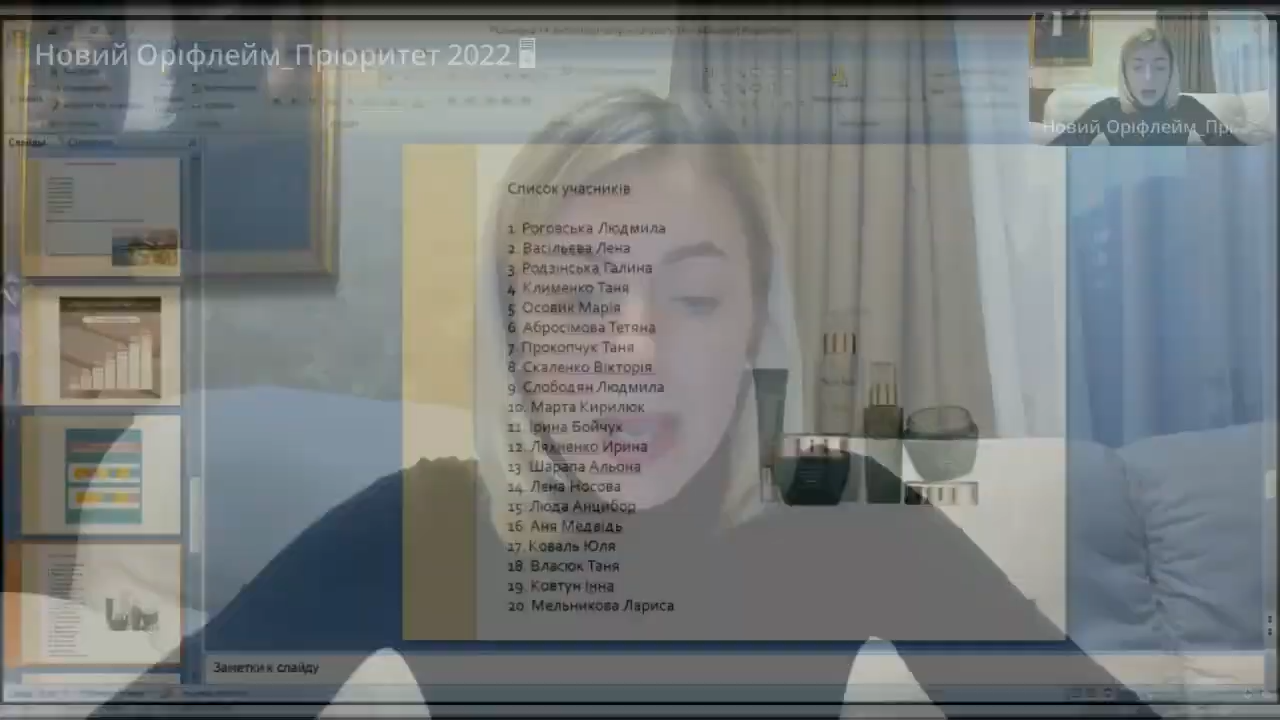 Новий Оріфлейм_Пріоритет 2022
Новий Оріфлейм_Прі
Слайды
Список учасників
1. Роговська Людмила
2. Васільєва Лена
3. Родзінська Галина
4. Клименко Таня
5. Осовик Марія
6. Абросімова Тетяна
7. Прокопчук Таня
8. Скаленко Вікторія
9. Слободян Людмила
10. Марта Кирилюк
11. Ірина Бойчук
12. Ляхненко Ирина
13. Шарапа Альона
14. Лена Носова
15. Люда Анцибор
16. Аня Медвідь
17. Коваль Юля
18. Власюк Таня
19. Ковтун Інна
20. Мельникова Лариса
Заметки к слайду